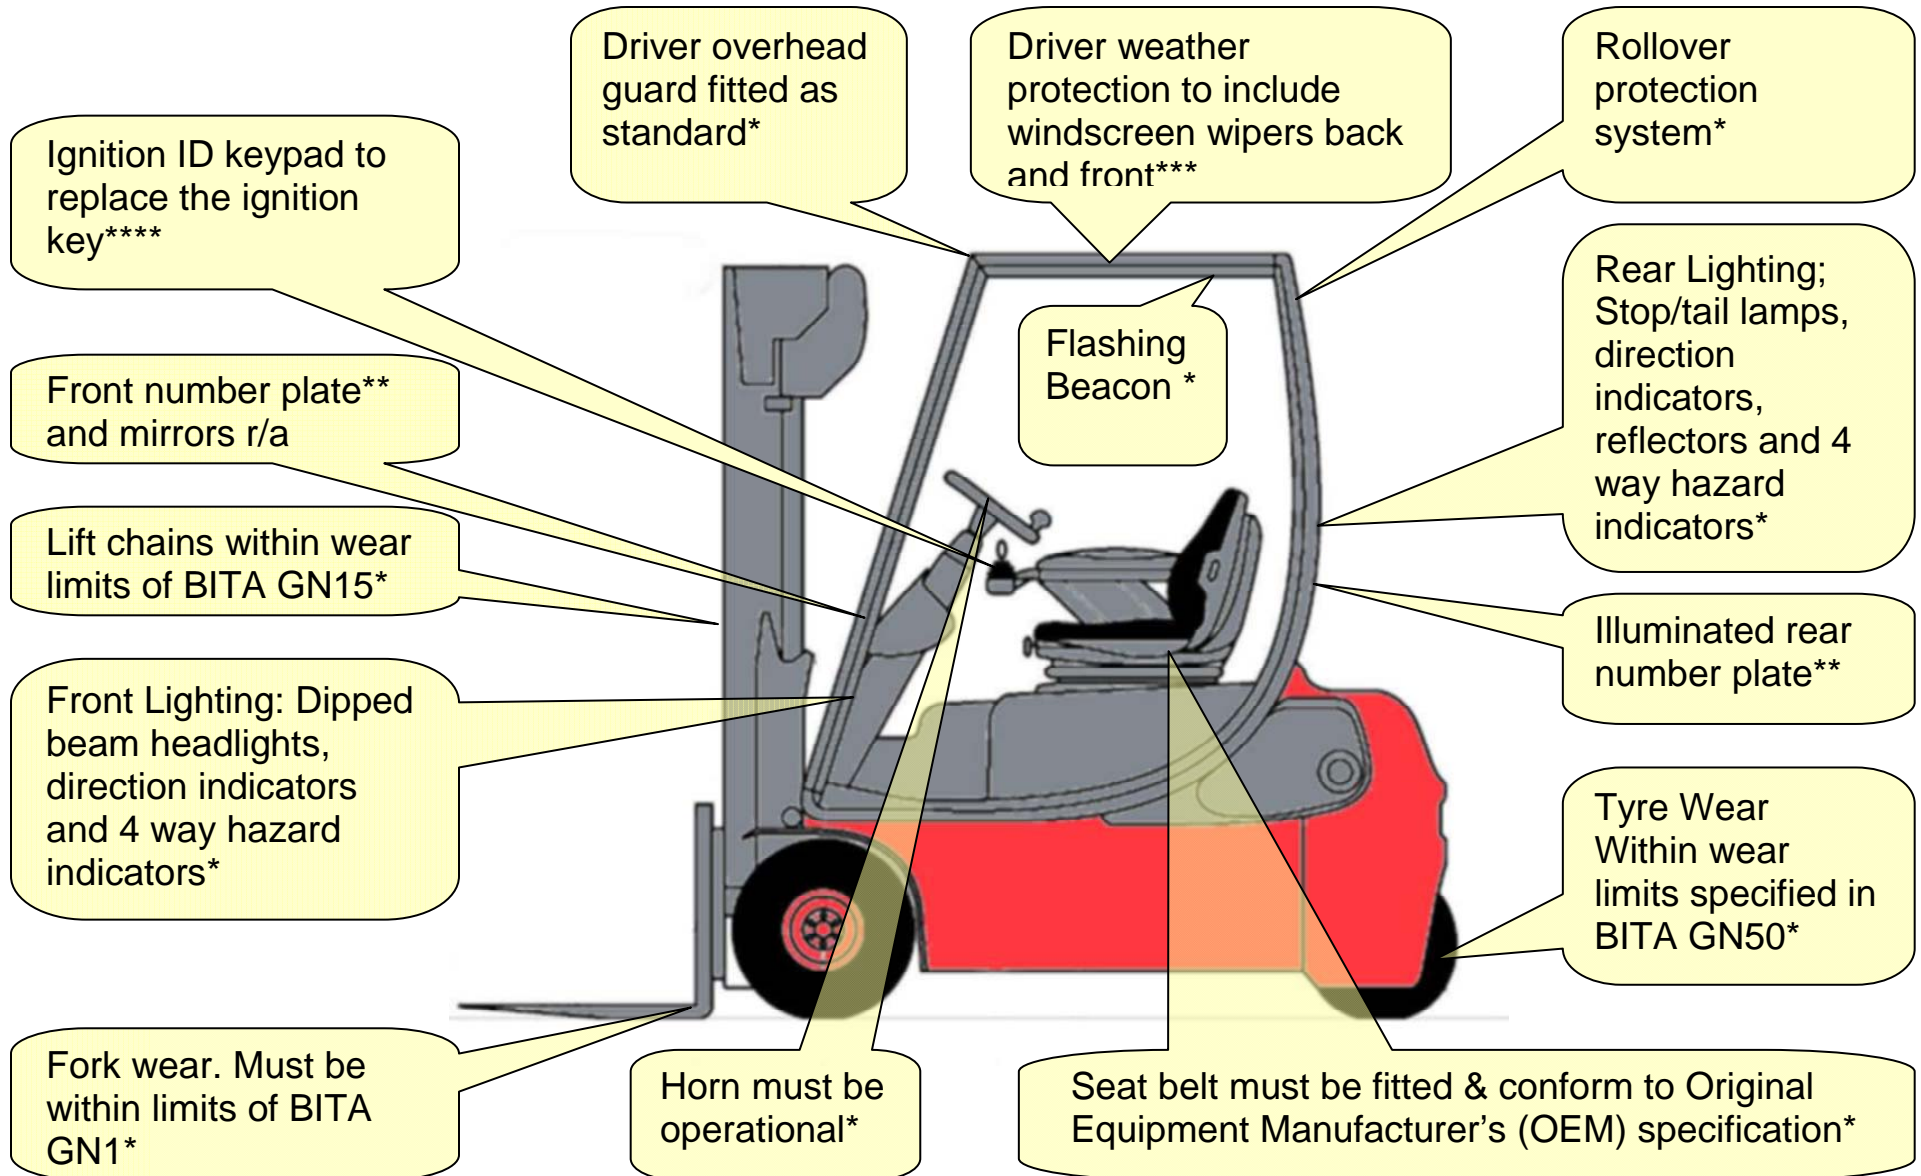 Driver overhead
guard fitted as
standard*
Driver weather
protection to include
windscreen wipers back
and front***
Rollover
protection
system*
Ignition ID keypad to
replace the ignition
key****
Rear Lighting;
Stop/tail lamps,
direction
indicators,
reflectors and 4
way hazard
indicators*
Flashing
Beacon *
Front number plate**
and mirrors r/a
Lift chains within wear
limits of BITA GN15*
Illuminated rear
number plate**
Front Lighting: Dipped
beam headlights,
direction indicators
and 4 way hazard
indicators*
Tyre Wear
Within wear
limits specified in
BITA GN50*
Fork wear. Must be
within limits of BITA
GN1*
Horn must be
operational*
Seat belt must be fitted & conform to Original
Equipment Manufacturer's (OEM) specification*